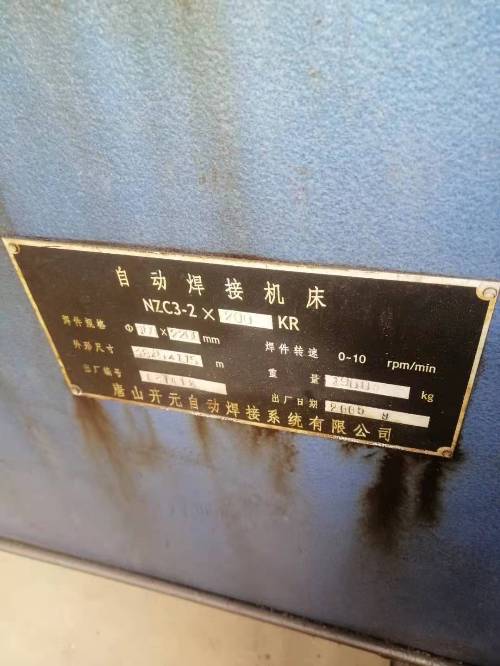 自动焊接机床
NZC3-2 × 200 KR
焊件规格 Φ × 220 mm 焊件转速 0-10 rpm/min
外形尺寸 m 重 量 kg
出厂编号 出厂日期
唐山开元自动焊接系统有限公司